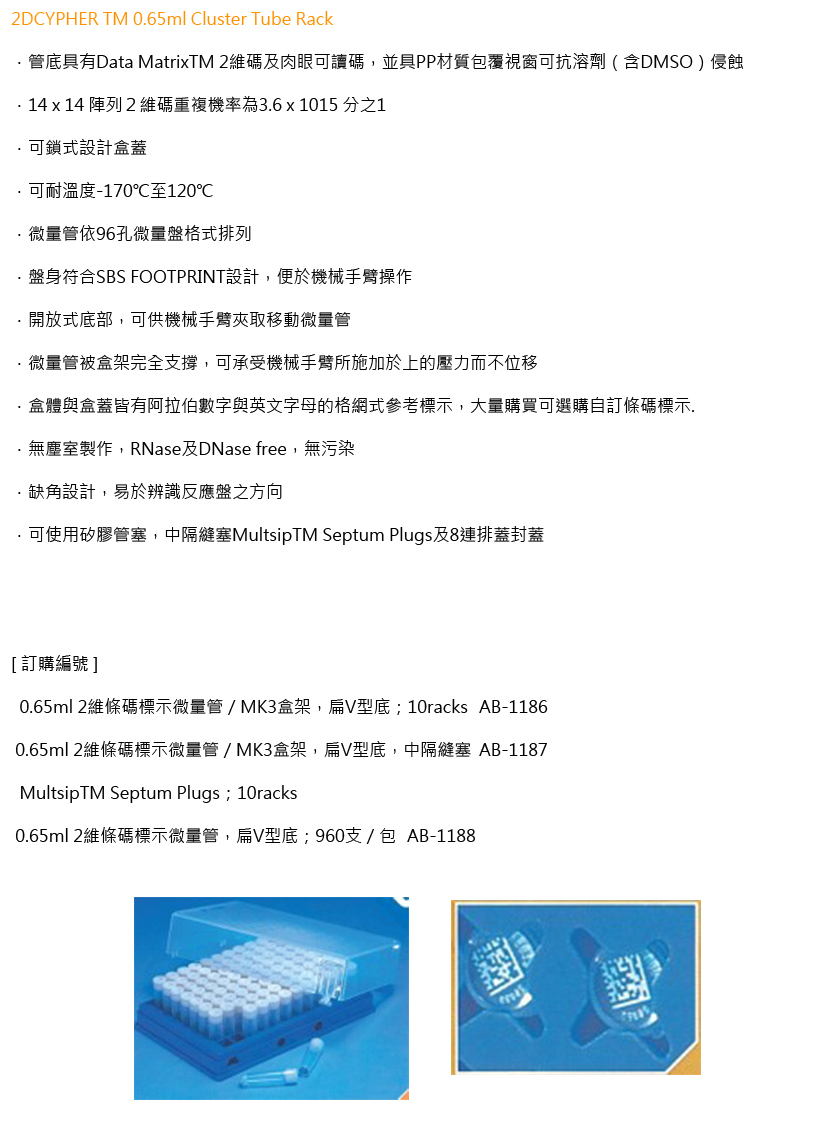 2DCYPHER TM 0.65ml Cluster Tube Rack
．管底具有Data MatrixTM 2維碼及肉眼可讀碼，並具PP材質包覆視窗可抗溶劑（含DMSO）侵蝕
．14 x 14 陣列２維碼重複機率為3.6 x 1015 分之1
．可鎖式設計盒蓋
．可耐溫度-170℃至120℃
．微量管依96孔微量盤格式排列
．盤身符合SBS FOOTPRINT設計，便於機械手臂操作
．開放式底部，可供機械手臂夾取移動微量管
．微量管被盒架完全支撐，可承受機械手臂所施加於上的壓力而不位移
．盒體與盒蓋皆有阿拉伯數字與英文字母的格網式參考標示，大量購買可選購自訂條碼標示.
．無塵室製作，RNase及DNase free，無污染
．缺角設計，易於辨識反應盤之方向
．可使用矽膠管塞，中隔縫塞MultsipTM Septum Plugs及8連排蓋封蓋
[ 訂購編號 ]
0.65ml 2維條碼標示微量管 / MK3盒架，扁V型底；10racks AB-1186
0.65ml 2維條碼標示微量管 / MK3盒架，扁V型底，中隔縫塞 AB-1187
MultsipTM Septum Plugs；10racks
0.65ml 2維條碼標示微量管，扁V型底；960支 / 包 AB-1188